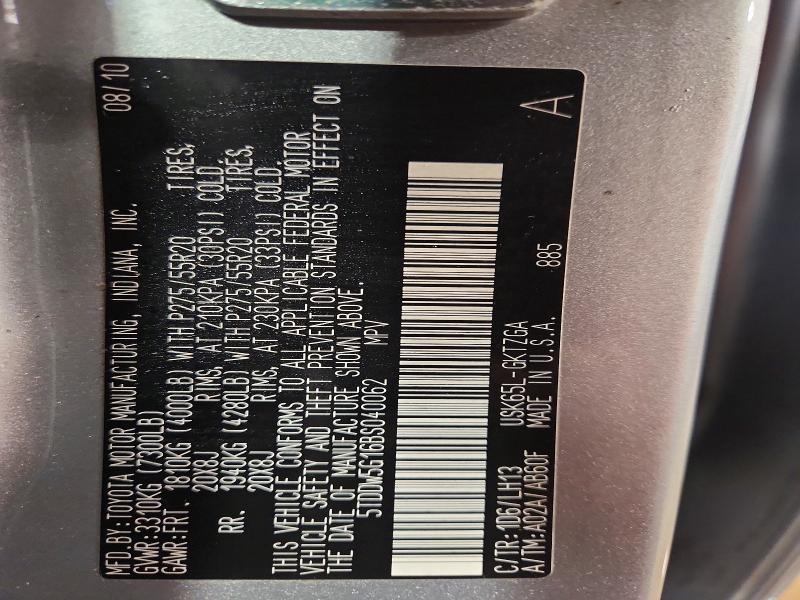 MFD.BY:TOYOTA MOTOR MANUFACTURING, INDIANA, INC. 08/10
GVWR:3310KG (7300LB)
GAWR:FRT. 1810KG (4000LB) WITH P275/55R20 TIRES,
20X8J RIMS, AT 210KPA (30PSI) COLD.
RR. 1940KG (4280LB) WITH P275/55R20 TIRES,
20X8J RIMS, AT 230KPA (33PSI) COLD.
THIS VEHICLE CONFORMS TO ALL APPLICABLE FEDERAL MOTOR
VEHICLE SAFETY AND THEFT PREVENTION STANDARDS IN EFFECT ON
THE DATE OF MANUFACTURE SHOWN ABOVE.
5TDDW5G16BS040062 MPV
C/TR:1D6/LH13 USK65L-GKTZGA
A/TM:A02A/AB60F MADE IN U.S.A. 885 A